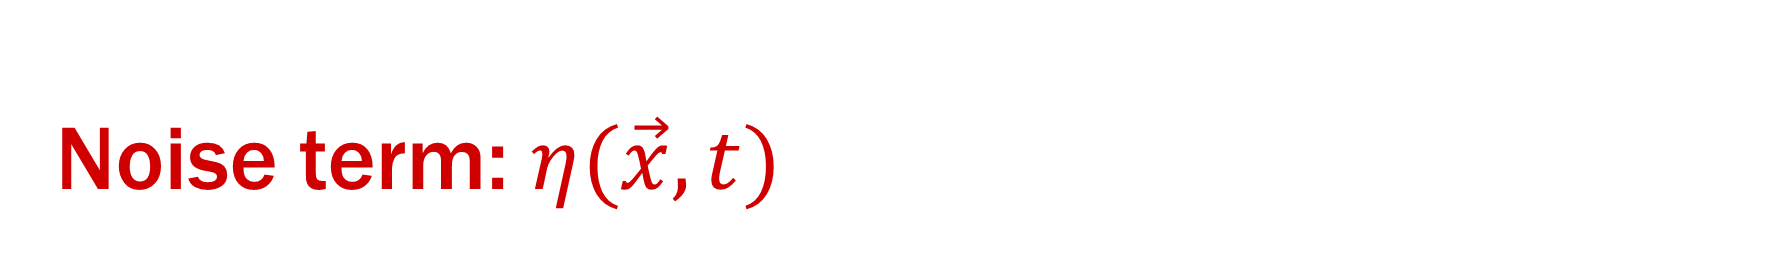 Noise term: 𝜂(𝑥⃗, 𝑡)